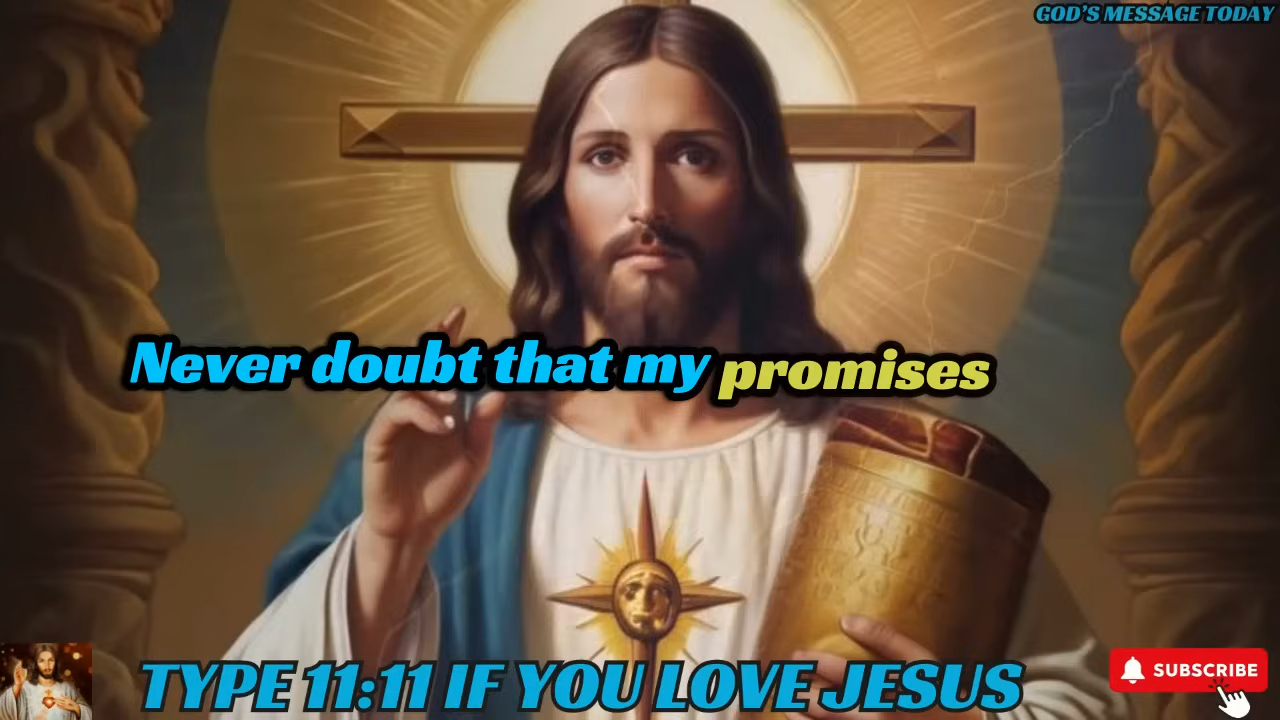 GOD'S MESSAGE TODAY
Never doubt that my promises
TYPE 11:11 IF YOU LOVE JESUS
SUBSCRIBE